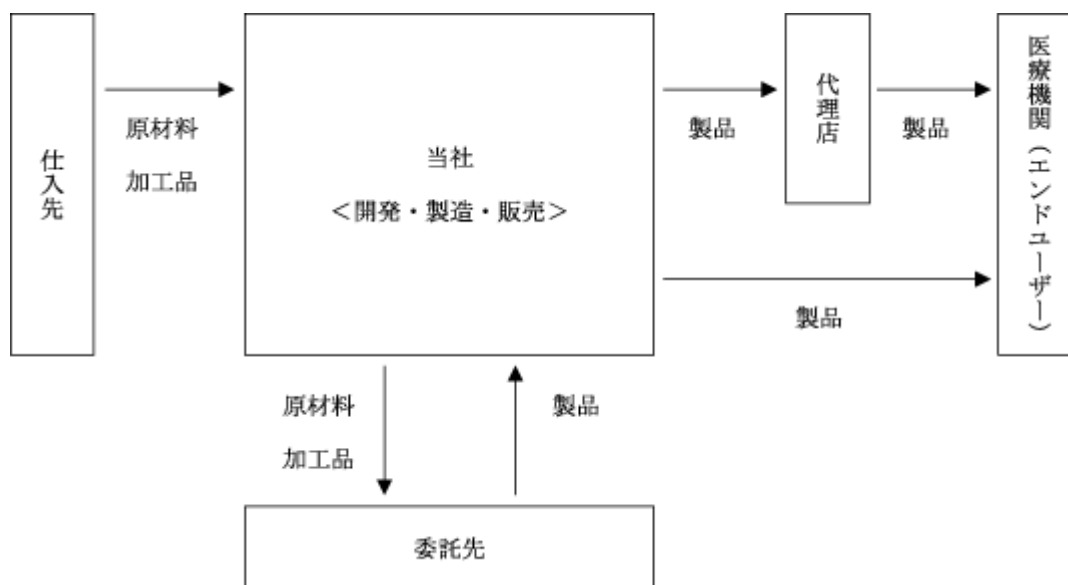 仕入先
原材料
加工品
当社
＜開発・製造・販売＞
製品
代理店
製品
医療機関（エンドユーザー）
製品
原材料
加工品
製品
委託先